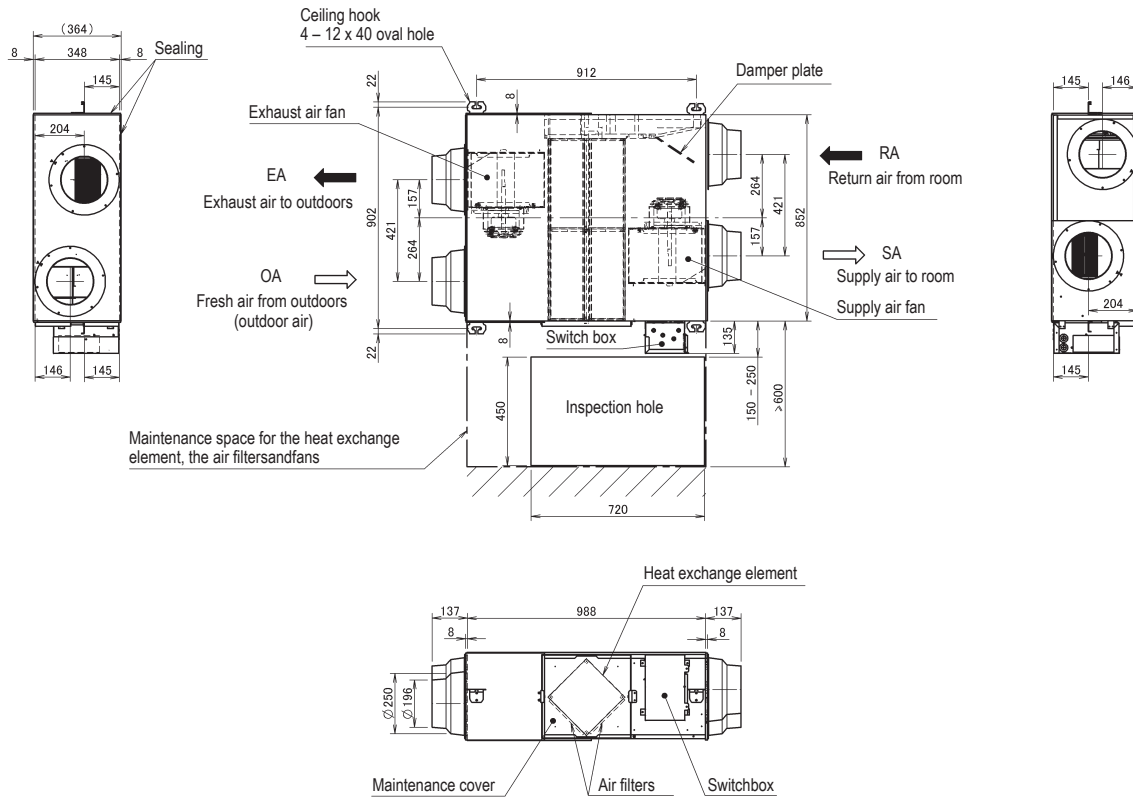 Ceiling hook
4 – 12 x 40 oval hole
(364)
8
348
8
Sealing
145
204
146
145
22
902
22
912
8
Damper plate
Exhaust air fan
EA
Exhaust air to outdoors
OA
Fresh air from outdoors
(outdoor air)
421
157
264
8
RA
Return air from room
264
421
157
852
SA
Supply air to room
Supply air fan
Switch box
135
150 - 250
>600
450
Inspection hole
720
Maintenance space for the heat exchange
element, the air filtersandfans
145
146
204
145
Heat exchange element
137
988
137
8
8
∅250
∅196
Maintenance cover
Air filters
Switchbox